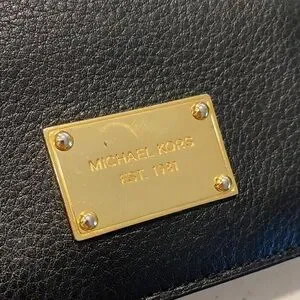 MICHAEL KORS
EST. 1981